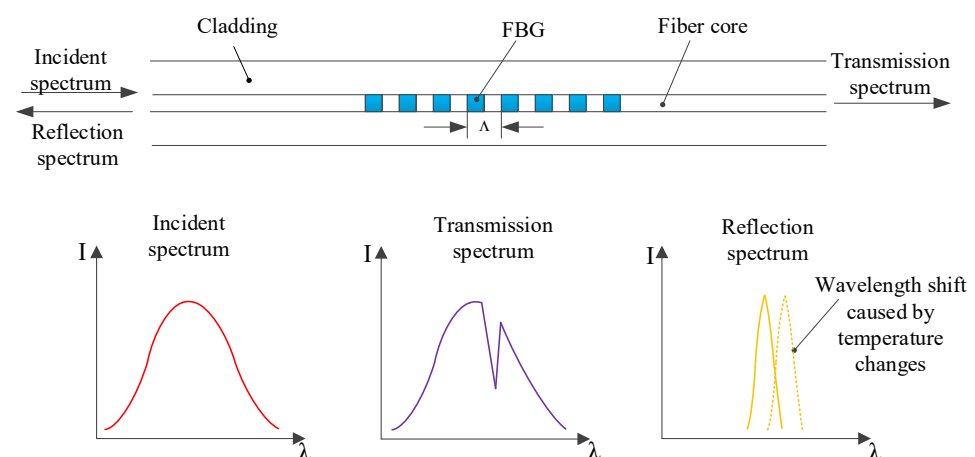 Cladding
FBG
Fiber core
Incident
spectrum
Transmission
spectrum
Reflection
spectrum
Λ
Incident
spectrum
Transmission
spectrum
Reflection
spectrum
I
I
I
Wavelength shift
caused by
temperature
changes
λ
λ
λ